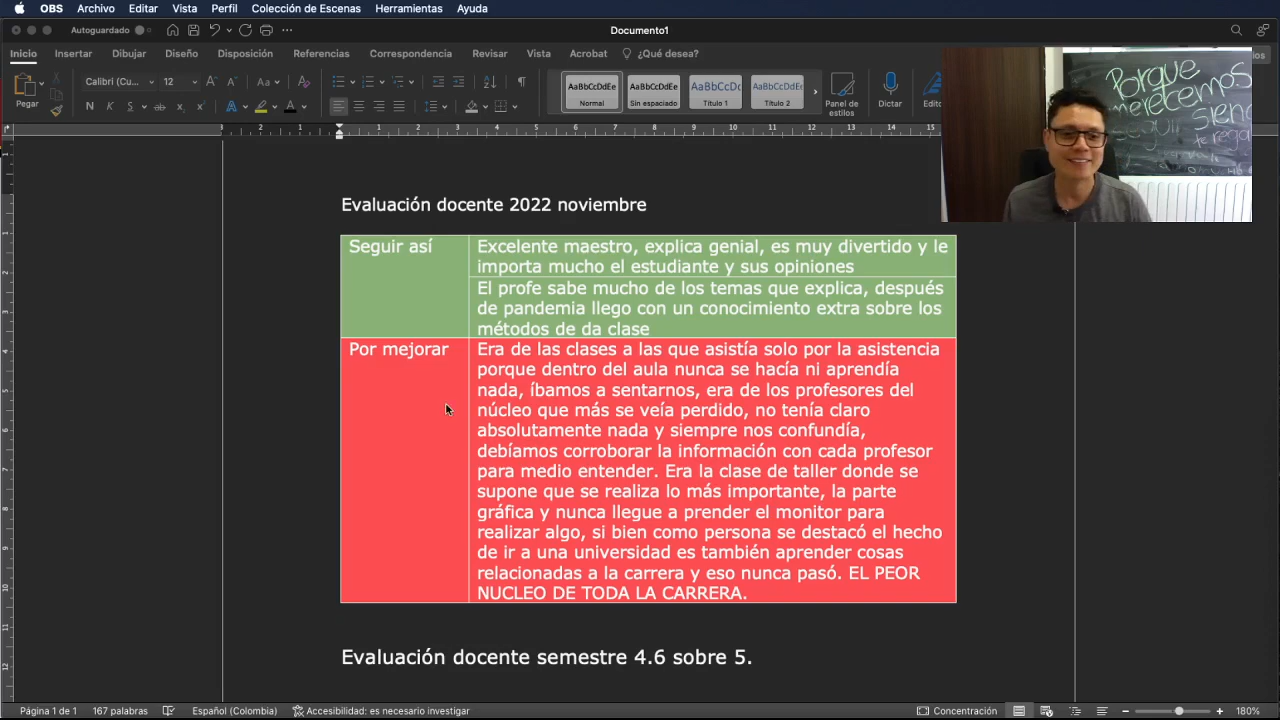 OBS Archivo Editar Vista Perfil Colección de Escenas Herramientas Ayuda
Autoguardado Documento1
Inicio Insertar Dibujar Diseño Disposición Referencias Correspondencia Revisar Vista Acrobat ¿Qué desea?
Calibri (Cu... 12
Pegar
AaBbCcDdEe AaBbCcDdEe AaBbCcDc AaBbCcDdEe
Normal Sin espaciado Título 1 Título 2
Panel de estilos
Dictar
Porque
merecemos
Seguir siendo
Evaluación docente 2022 noviembre
Seguir así
Excelente maestro, explica genial, es muy divertido y le
importa mucho el estudiante y sus opiniones
El profe sabe mucho de los temas que explica, después
de pandemia llego con un conocimiento extra sobre los
métodos de da clase
Por mejorar
Era de las clases a las que asistía solo por la asistencia
porque dentro del aula nunca se hacía ni aprendía
nada, íbamos a sentarnos, era de los profesores del
núcleo que más se veía perdido, no tenía claro
absolutamente nada y siempre nos confundía,
debíamos corroborar la información con cada profesor
para medio entender. Era la clase de taller donde se
supone que se realiza lo más importante, la parte
gráfica y nunca llegue a prender el monitor para
realizar algo, si bien como persona se destacó el hecho
de ir a una universidad es también aprender cosas
relacionadas a la carrera y eso nunca pasó. EL PEOR
NUCLEO DE TODA LA CARRERA.
Evaluación docente semestre 4.6 sobre 5.
Página 1 de 1 167 palabras Español (Colombia) Accesibilidad: es necesario investigar Concentración 180%